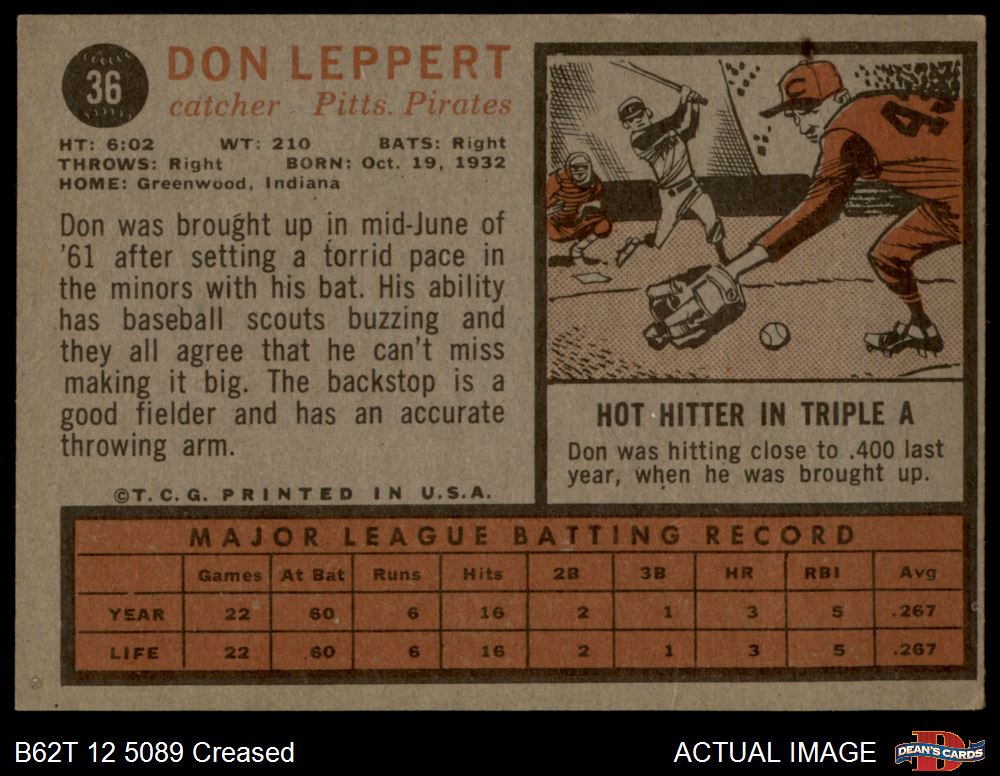 36
DON LEPPERT
catcher Pitts. Pirates
HT: 6:02 WT: 210 BATS: Right
THROWS: Right BORN: Oct. 19, 1932
HOME: Greenwood, Indiana
Don was brought up in mid-June of
'61 after setting a torrid pace in
the minors with his bat. His ability
has baseball scouts buzzing and
they all agree that he can't miss
making it big. The backstop is a
good fielder and has an accurate
throwing arm.
©T.C.G. PRINTED IN U.S.A.
C
HOT HITTER IN TRIPLE A
Don was hitting close to .400 last
year, when he was brought up.
MAJOR LEAGUE BATTING RECORD
Games At Bat Runs Hits 2B 3B HR RBI Avg
YEAR 22 60 6 16 2 1 3 5 .267
LIFE 22 60 6 16 2 1 3 5 .267
B62T 12 5089 Creased
ACTUAL IMAGE
D
DEAN'S CARDS